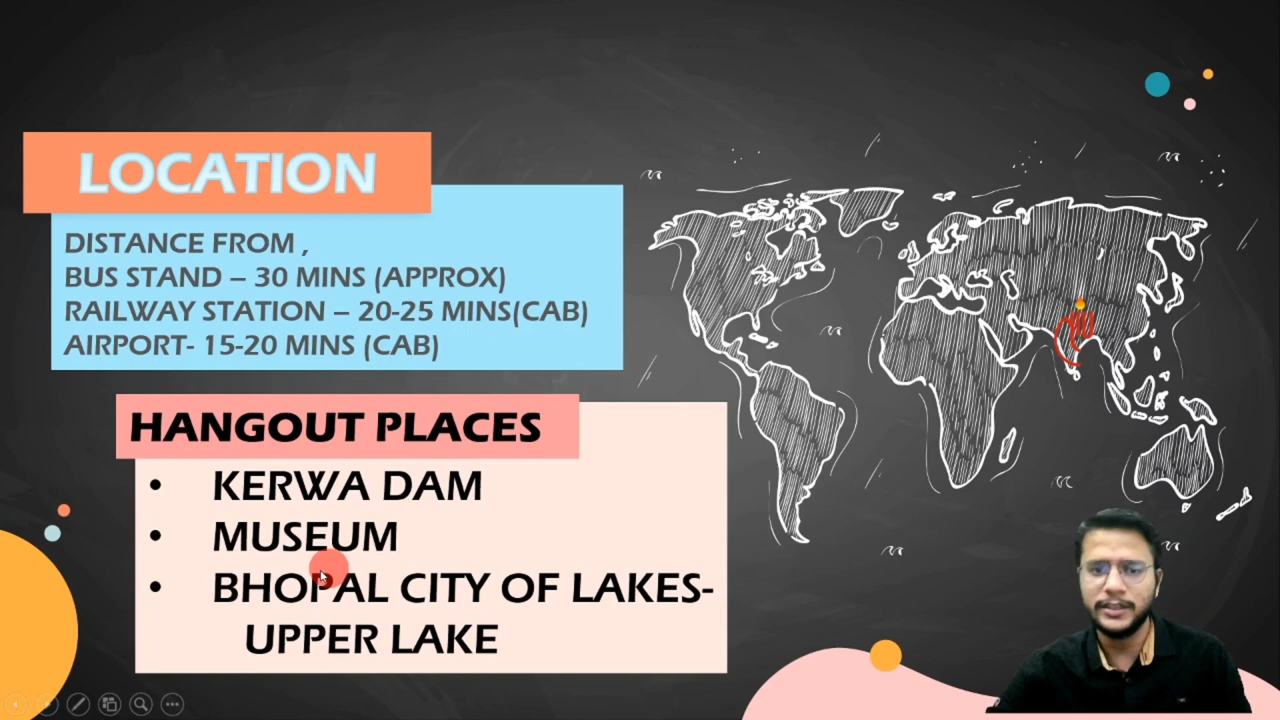 LOCATION
DISTANCE FROM ,
BUS STAND – 30 MINS (APPROX)
RAILWAY STATION – 20-25 MINS(CAB)
AIRPORT- 15-20 MINS (CAB)
HANGOUT PLACES
• KERWA DAM
• MUSEUM
• BHOPAL CITY OF LAKES-
UPPER LAKE